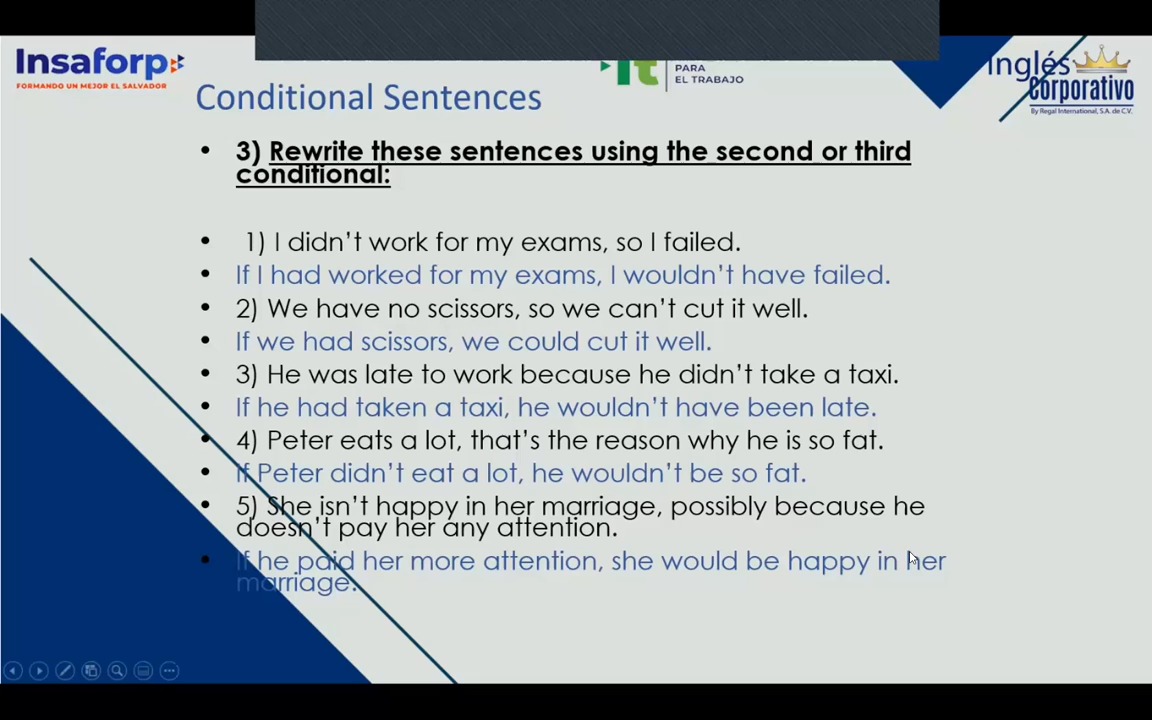 Insaforp
FORMANDO UN MEJOR EL SALVADOR
PARA
EL TRABAJO
Inglés
Corporativo
By Regal International, S.A. de C.V.
Conditional Sentences
• 3) Rewrite these sentences using the second or third
conditional:
• 1) I didn’t work for my exams, so I failed.
• If I had worked for my exams, I wouldn’t have failed.
• 2) We have no scissors, so we can’t cut it well.
• If we had scissors, we could cut it well.
• 3) He was late to work because he didn’t take a taxi.
• If he had taken a taxi, he wouldn’t have been late.
• 4) Peter eats a lot, that’s the reason why he is so fat.
• If Peter didn’t eat a lot, he wouldn’t be so fat.
• 5) She isn’t happy in her marriage, possibly because he
doesn’t pay her any attention.
• If he paid her more attention, she would be happy in her
marriage.